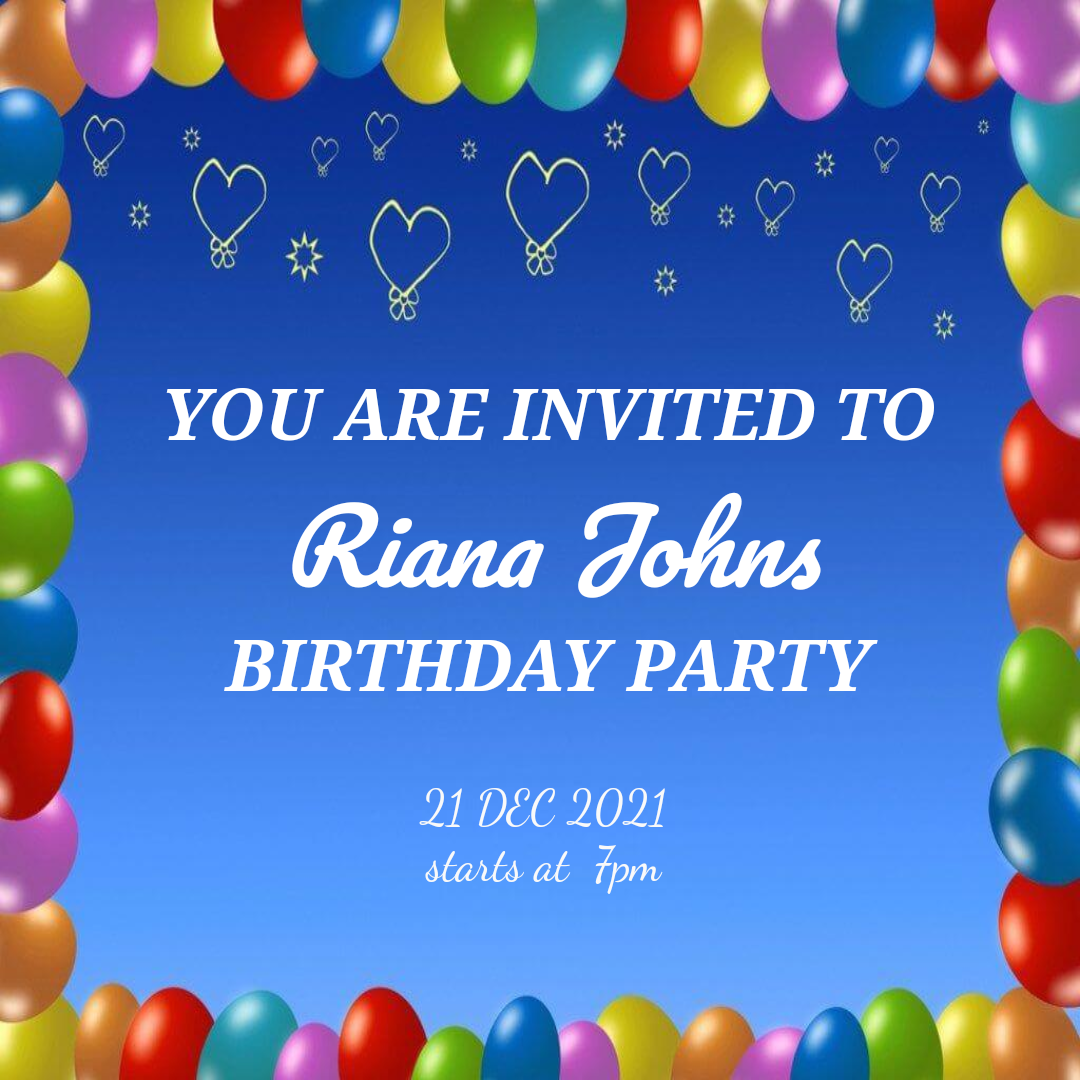 YOU ARE INVITED TO
Riana Johns
BIRTHDAY PARTY
21 DEC 2021
starts at 7pm